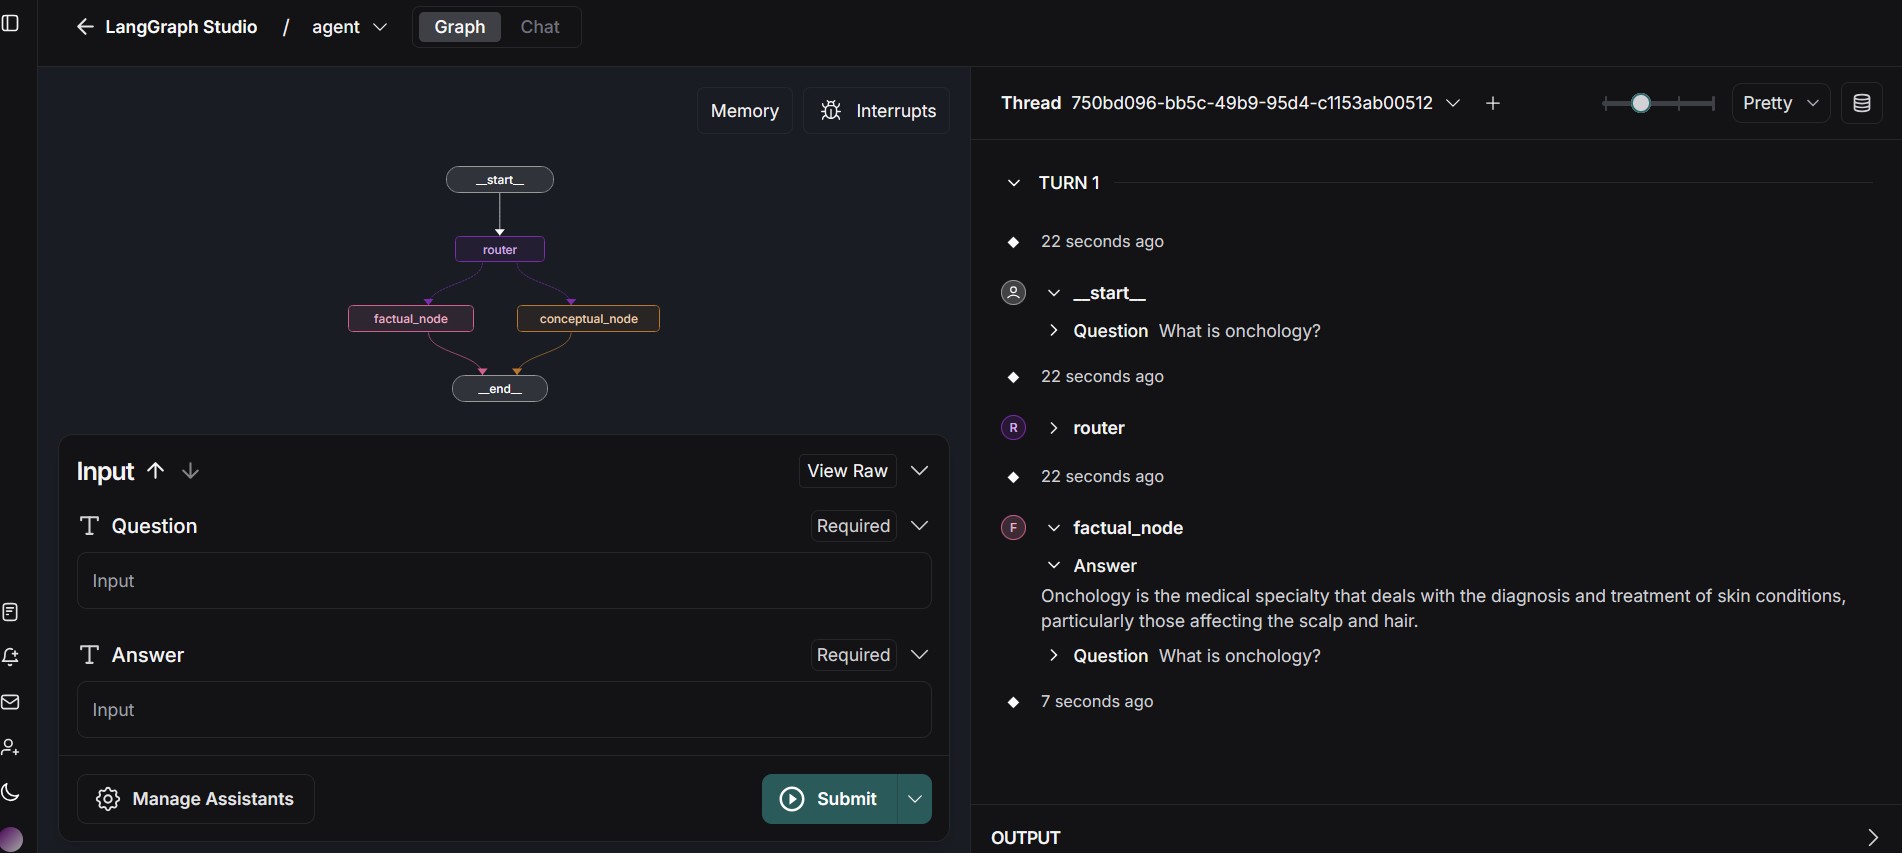 LangGraph Studio / agent Graph Chat
Memory Interrupts
__start__
router
factual_node conceptual_node
__end__
Input View Raw
Question Required
Input
Answer Required
Input
Manage Assistants Submit
Thread 750bd096-bb5c-49b9-95d4-c1153ab00512 + Pretty
TURN 1
22 seconds ago
__start__
Question What is onchology?
22 seconds ago
R router
22 seconds ago
F factual_node
Answer
Onchology is the medical specialty that deals with the diagnosis and treatment of skin conditions,
particularly those affecting the scalp and hair.
Question What is onchology?
7 seconds ago
OUTPUT